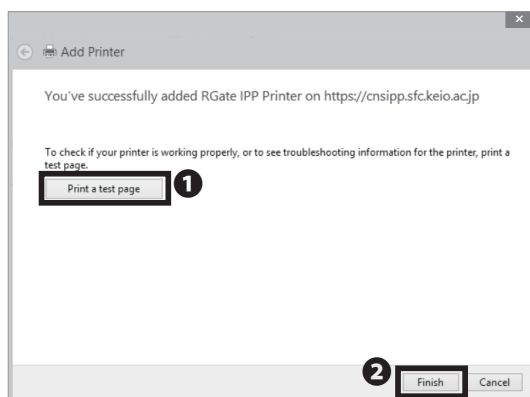 Add Printer
You've successfully added RGate IPP Printer on https://cnsipp.sfc.keio.ac.jp
To check if your printer is working properly, or to see troubleshooting information for the printer, print a
test page.
Print a test page
1
2
Finish
Cancel